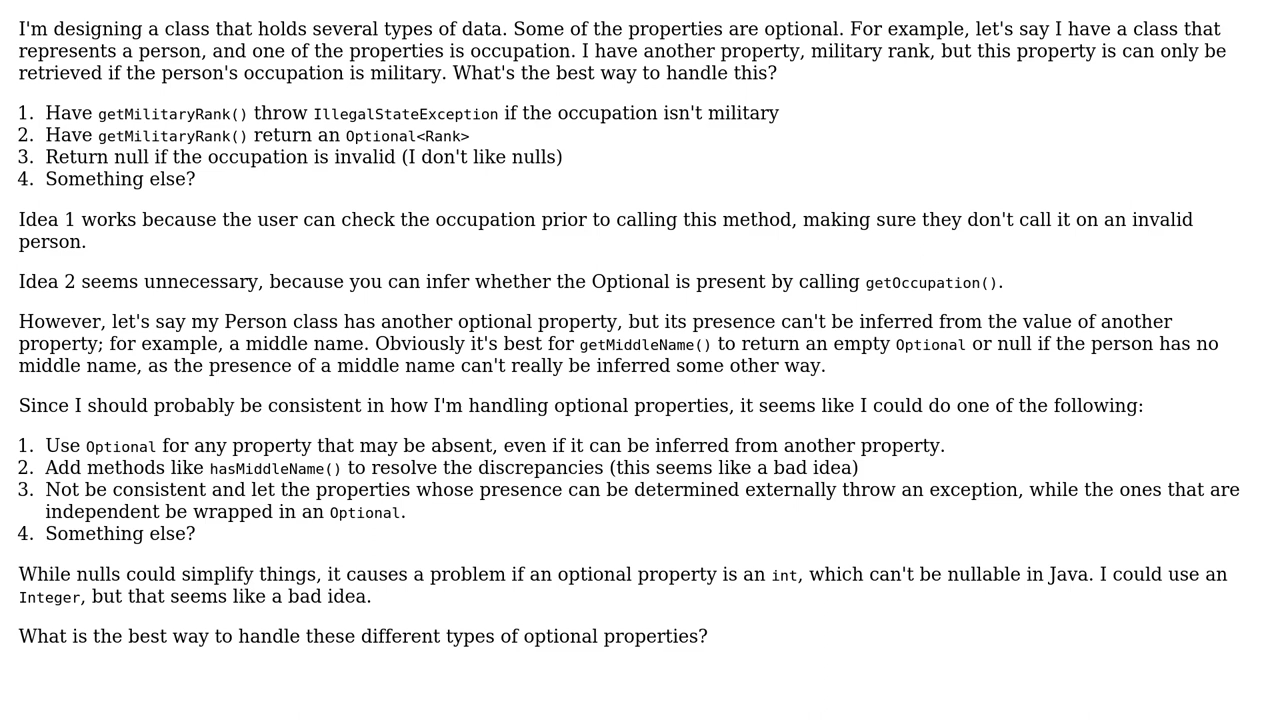 I'm designing a class that holds several types of data. Some of the properties are optional. For example, let's say I have a class that
represents a person, and one of the properties is occupation. I have another property, military rank, but this property is can only be
retrieved if the person's occupation is military. What's the best way to handle this?
1. Have getMilitaryRank() throw IllegalStateException if the occupation isn't military
2. Have getMilitaryRank() return an Optional<Rank>
3. Return null if the occupation is invalid (I don't like nulls)
4. Something else?
Idea 1 works because the user can check the occupation prior to calling this method, making sure they don't call it on an invalid
person.
Idea 2 seems unnecessary, because you can infer whether the Optional is present by calling getOccupation().
However, let's say my Person class has another optional property, but its presence can't be inferred from the value of another
property; for example, a middle name. Obviously it's best for getMiddleName() to return an empty Optional or null if the person has no
middle name, as the presence of a middle name can't really be inferred some other way.
Since I should probably be consistent in how I'm handling optional properties, it seems like I could do one of the following:
1. Use Optional for any property that may be absent, even if it can be inferred from another property.
2. Add methods like hasMiddleName() to resolve the discrepancies (this seems like a bad idea)
3. Not be consistent and let the properties whose presence can be determined externally throw an exception, while the ones that are
independent be wrapped in an Optional.
4. Something else?
While nulls could simplify things, it causes a problem if an optional property is an int, which can't be nullable in Java. I could use an
Integer, but that seems like a bad idea.
What is the best way to handle these different types of optional properties?